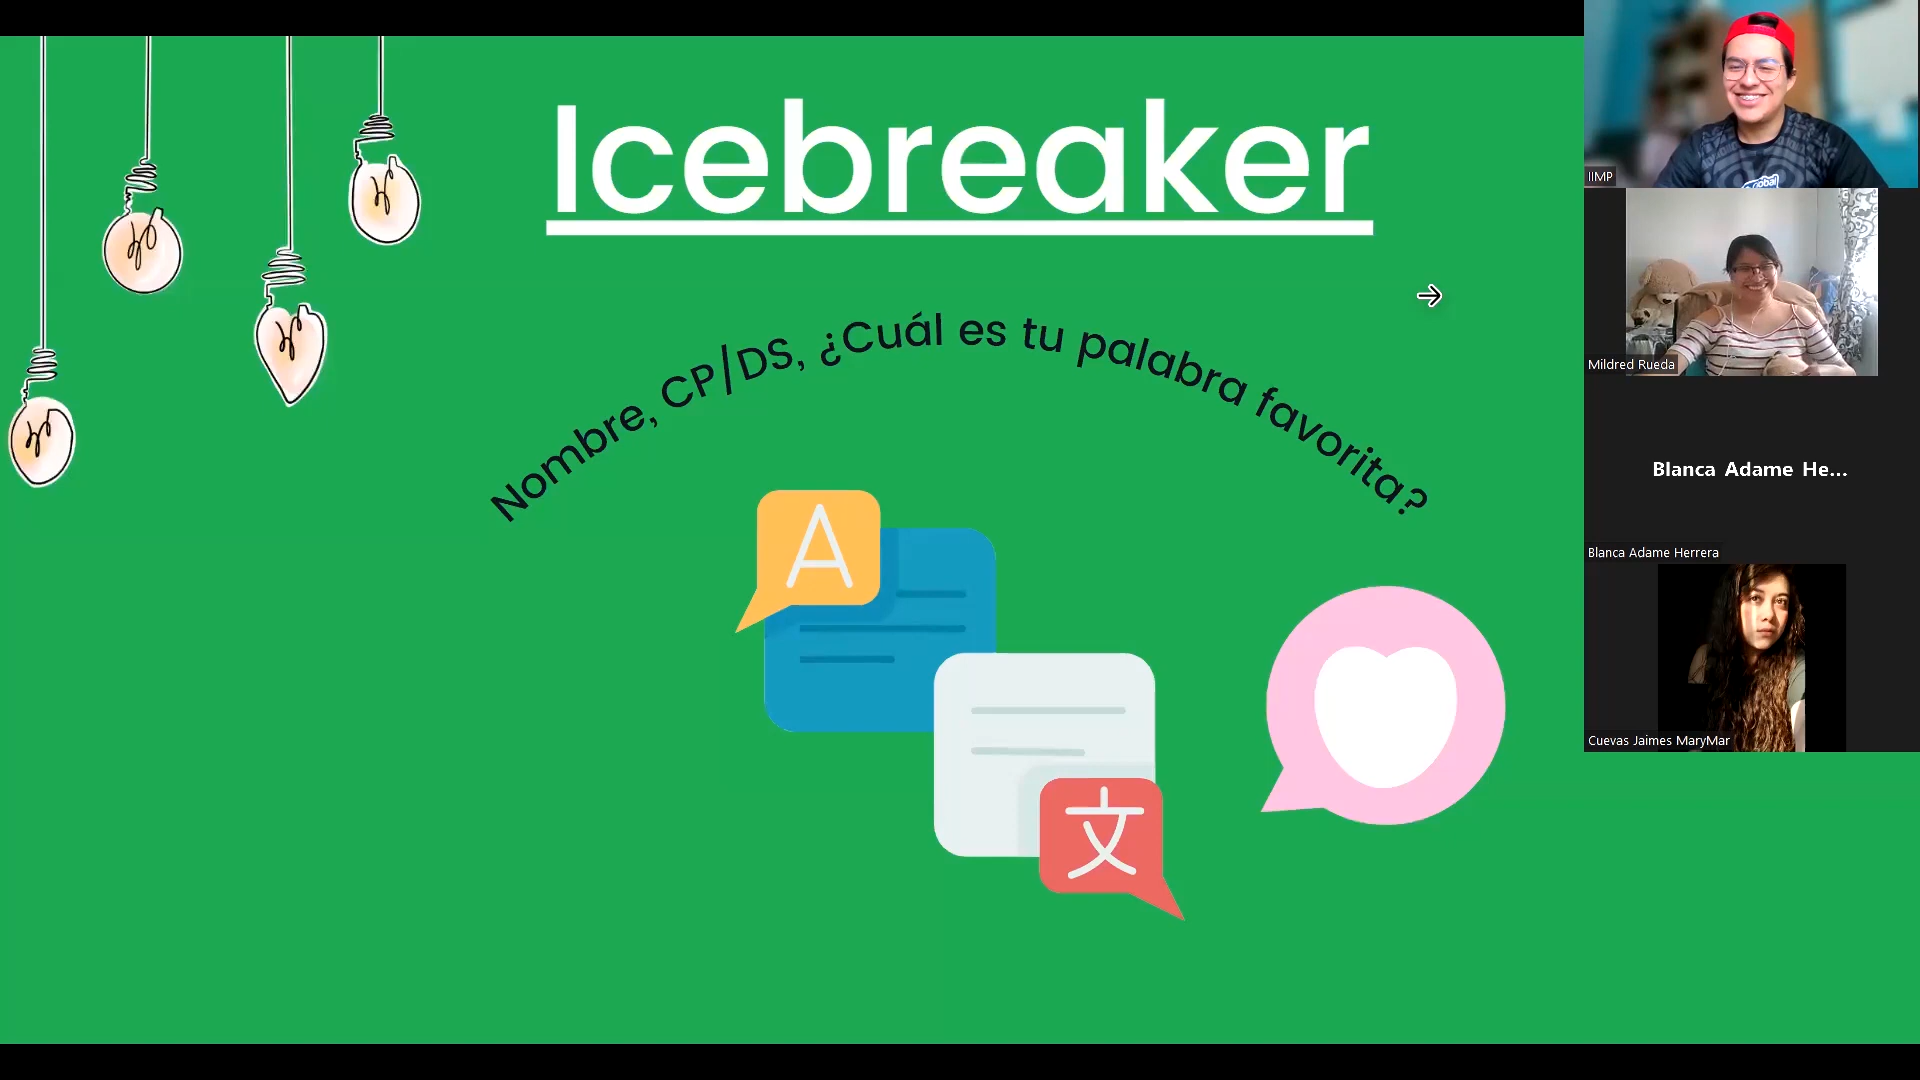 Icebreaker
Nombre, CP/DS, ¿Cuál es tu palabra favorita?
A
文
IIMP
Global
Mildred Rueda
Blanca Adame He...
Blanca Adame Herrera
Cuevas Jaimes MaryMar